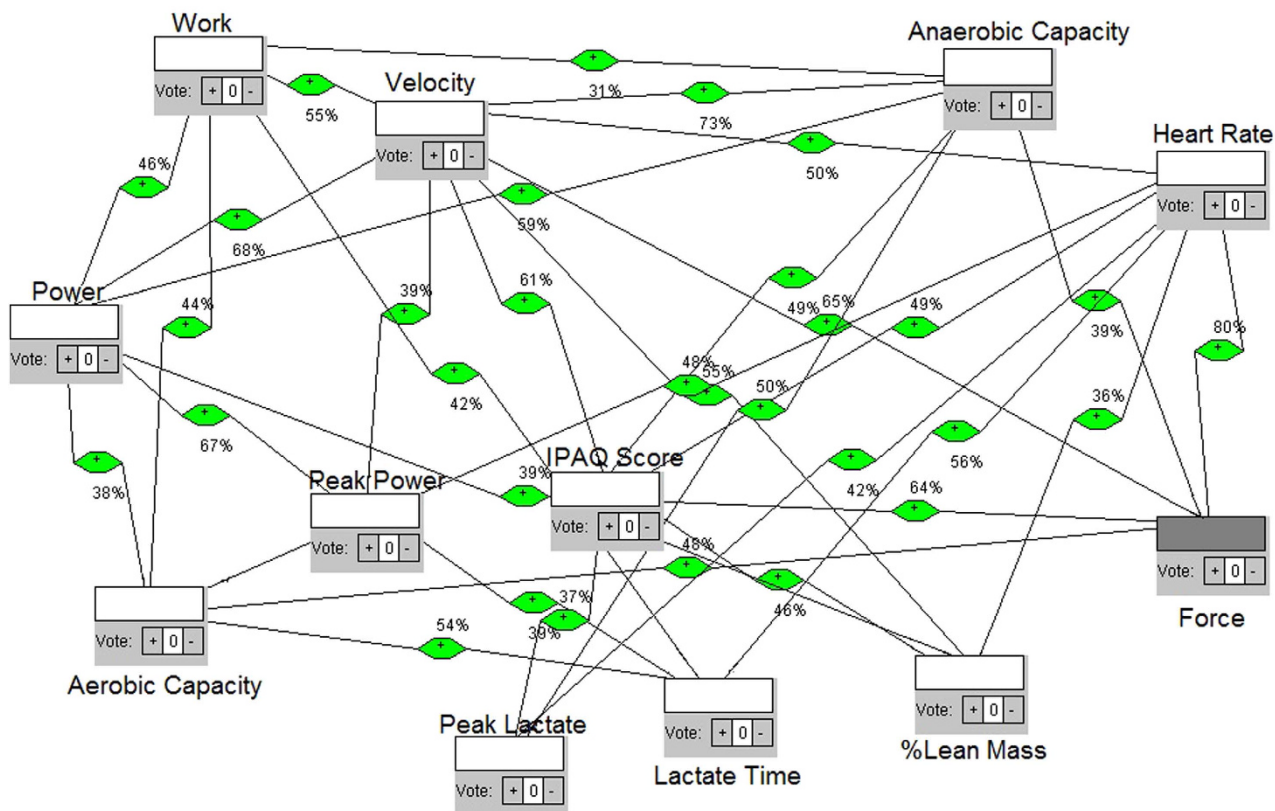 Work
Anaerobic Capacity
+
Vote: + 0 -
Velocity
+
31%
Vote: + 0 -
+
55%
+
73%
Heart Rate
Vote: + 0 -
+
50%
46%
+
Vote: + 0 -
+
59%
+
68%
Power
44%
39%
61%
+
49%
65%
49%
+
39%
80%
Vote: + 0 -
+
+
+
+
+
+
48%
55%
50%
36%
+
42%
+
+
+
+
67%
+
38%
Peak Power
39%
IPAQ Score
+
42%
+
56%
64%
+
+
Vote: + 0 -
Vote: + 0 -
48%
+
+
46%
Vote: + 0 -
Force
Aerobic Capacity
Vote: + 0 -
54%
+
37%
+
39%
+
Peak Lactate
Vote: + 0 -
Lactate Time
Vote: + 0 -
Vote: + 0 -
%Lean Mass